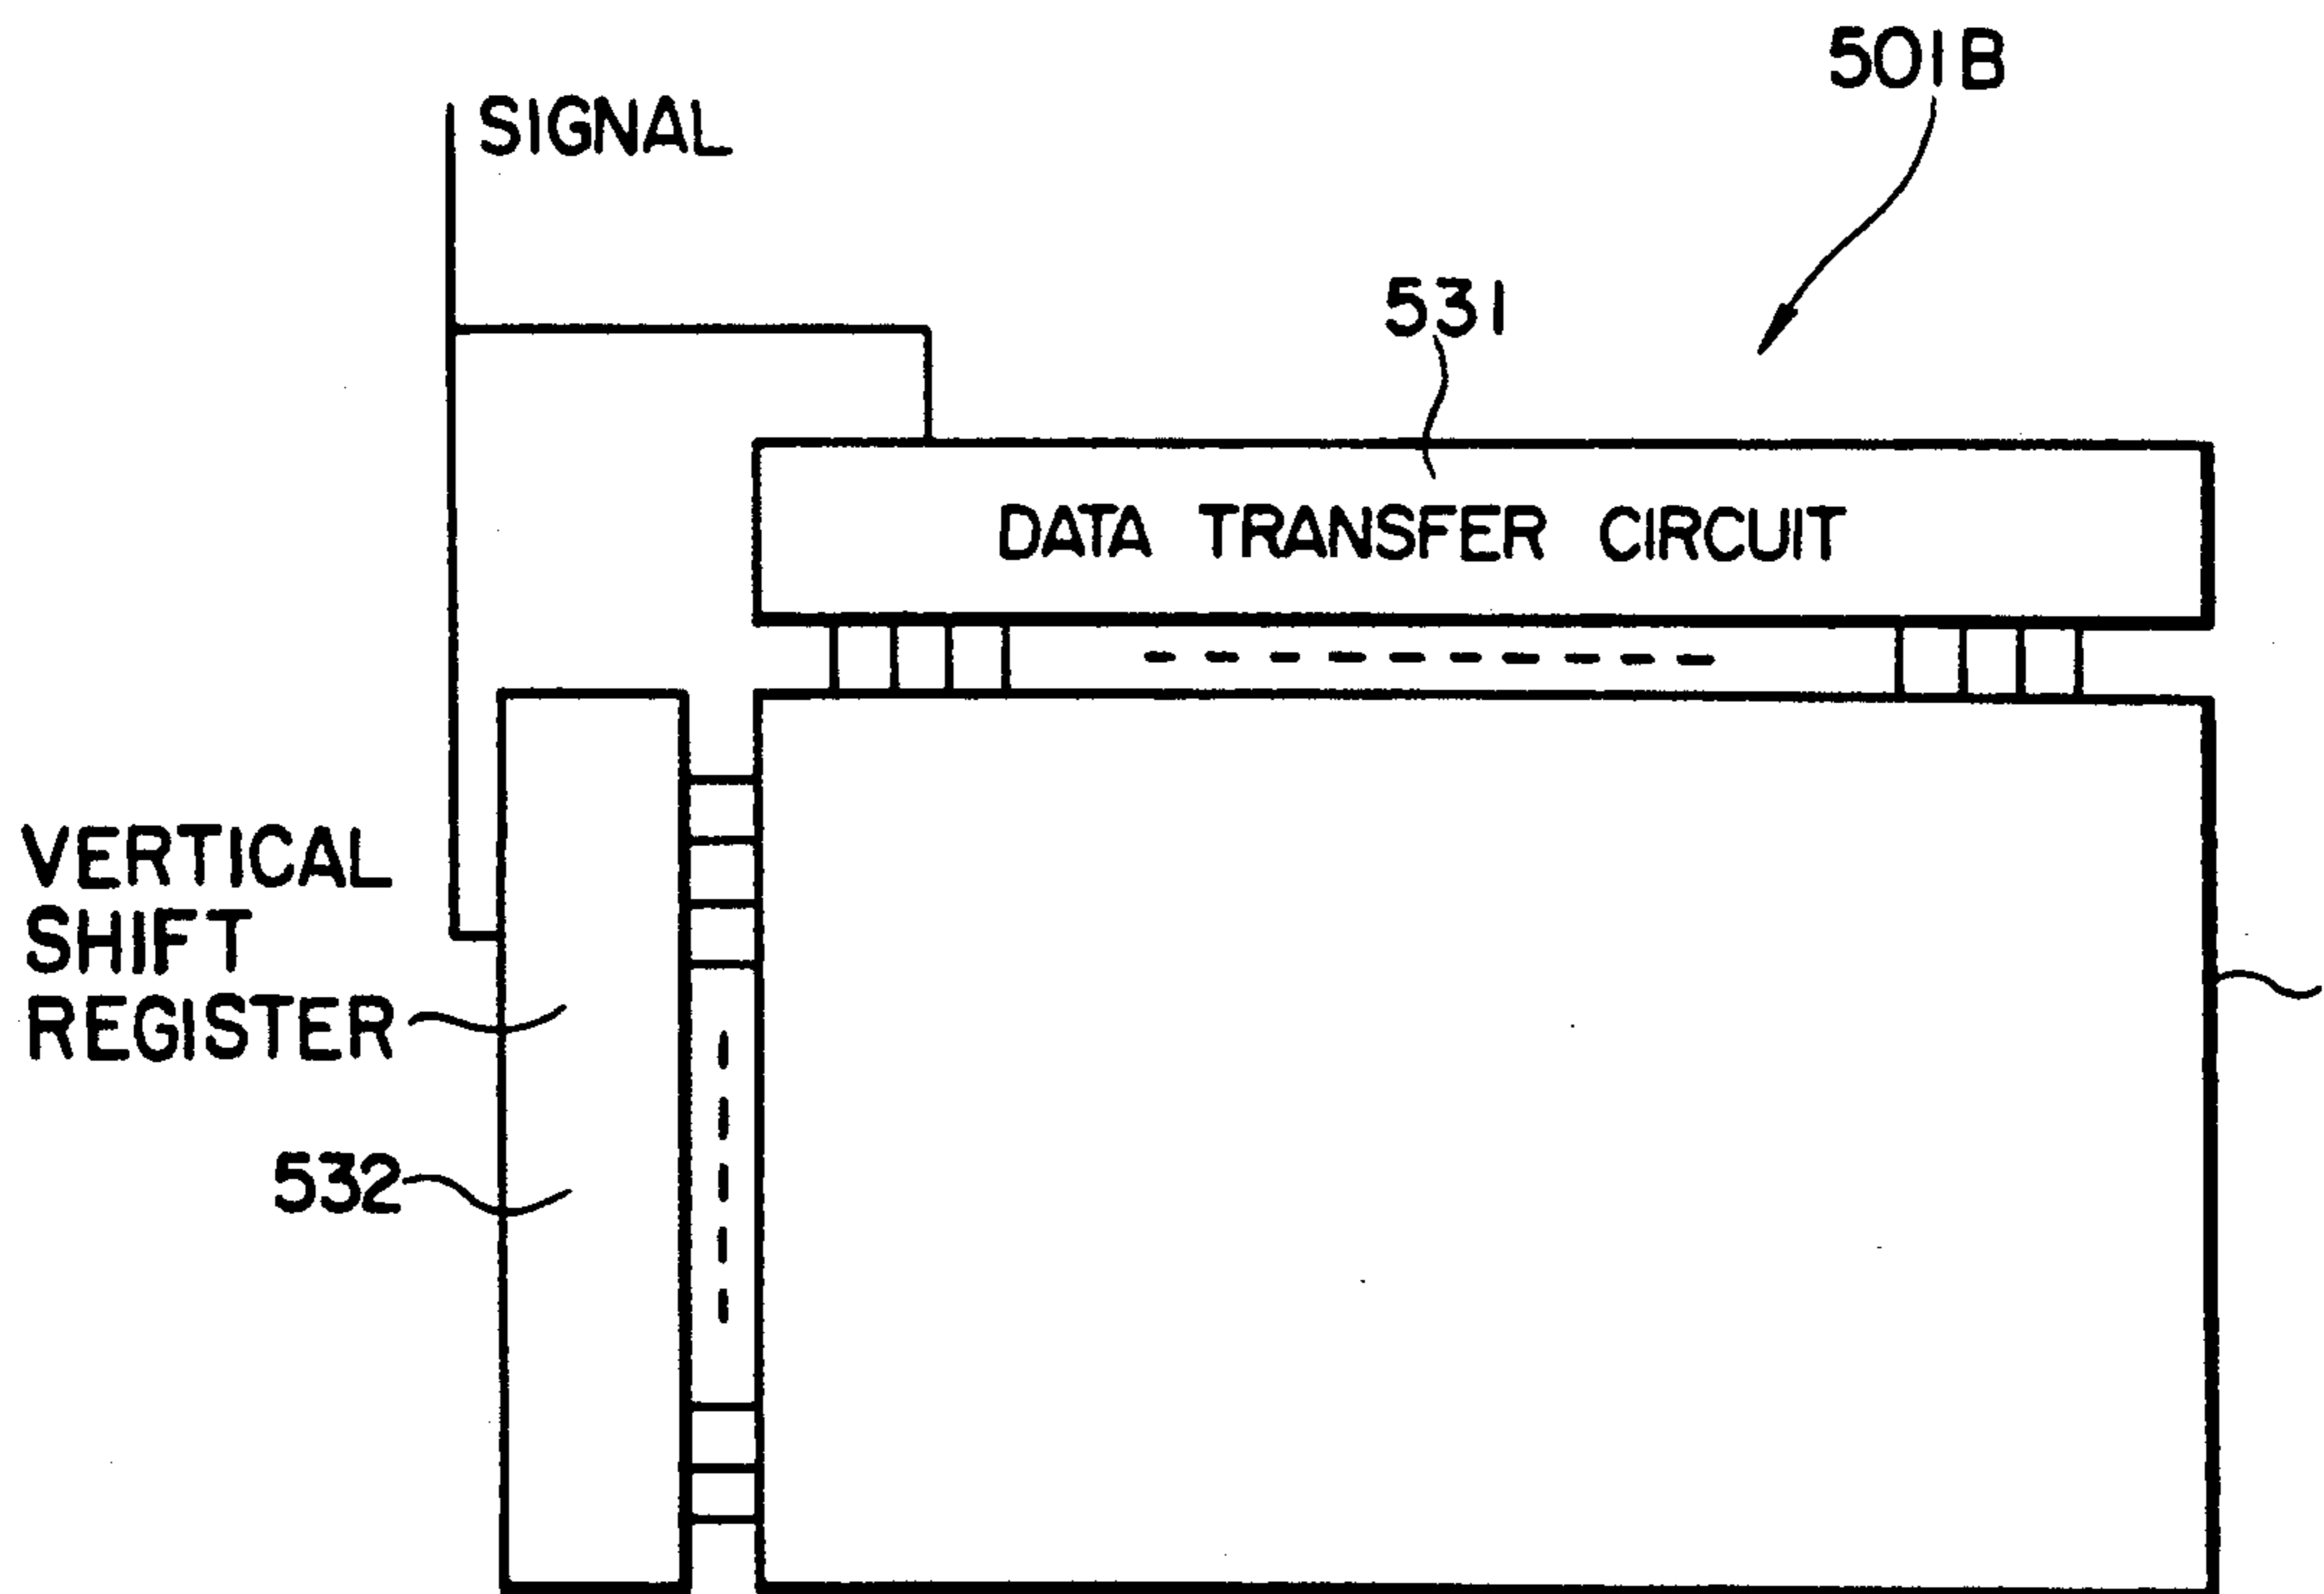 501B
SIGNAL
531
DATA TRANSFER CIRCUIT
VERTICAL
SHIFT
REGISTER
532